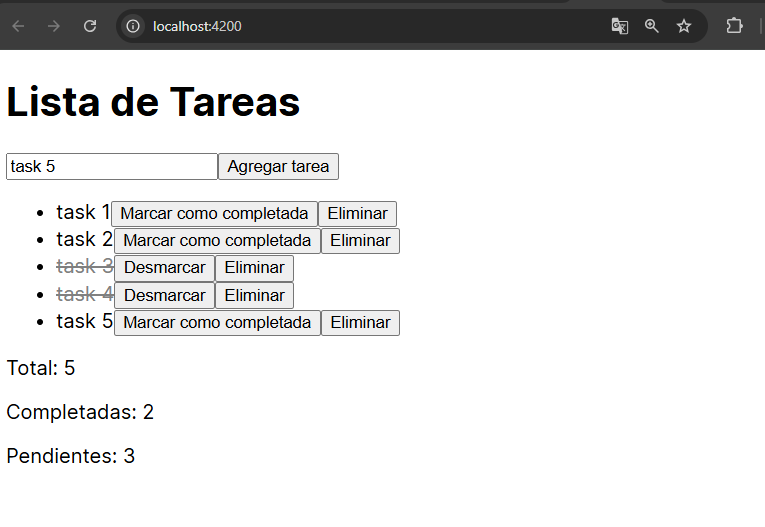 localhost:4200
Lista de Tareas
task 5 Agregar tarea
task 1 Marcar como completada Eliminar
task 2 Marcar como completada Eliminar
task 3 Desmarcar Eliminar
task 4 Desmarcar Eliminar
task 5 Marcar como completada Eliminar
Total: 5
Completadas: 2
Pendientes: 3